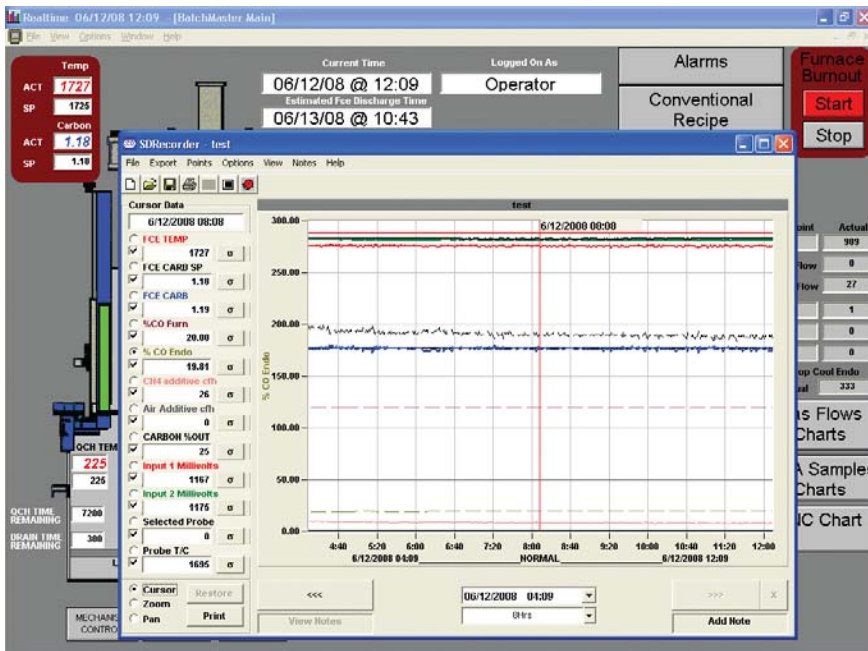 Realtime 06/12/08 12:09 - [BatchMaster Main]
File View Options Window Help
Temp
ACT 1727
SP 1725
Carbon
ACT 1.18
SP 1.18
Current Time
06/12/08 @ 12:09
Estimated Fce Discharge Time
06/13/08 @ 10:43
Logged On As
Operator
Alarms
Conventional
Recipe
Furnace
Burnout
Start
Stop
SDRecorder - test
File Export Points Options View Notes Help
Cursor Data
6/12/2008 08:08
FCE TEMP
1727 σ
FCE CARB SP
1.18 σ
FCE CARB
1.19 σ
%CO Furn
20.00 σ
% CO Endo
19.81 σ
CH4 additive cfh
26 σ
Air Additive cfh
0 σ
CARBON %OUT
25 σ
Input 1 Millivolts
1167 σ
Input 2 Millivolts
1175 σ
Selected Probe
0 σ
Probe T/C
1695 σ
Cursor
Zoom
Pan
Restore
Print
test
6/12/2008 08:08
% CO Endo
300.00
250.00
200.00
150.00
100.00
50.00
0.00
4:40 5:20 6:00 6:40 7:20 8:00 8:40 9:20 10:00 10:40 11:20 12:00
6/12/2008 04:09 NORMAL 6/12/2008 12:09
<<<
View Notes
06/12/2008 04:09
8Hrs
>>>
X
Add Note
oint Actual
989
Flow 0
Flow 27
1
0
0
op Cool Endo
ual 333
as Flows
Charts
A Samples
Charts
NC Chart
QCH TEM
225
225
QCH TIME
REMAINING
7200
DRAIN TIME
REMAINING
300
MECHANIS
CONTRO